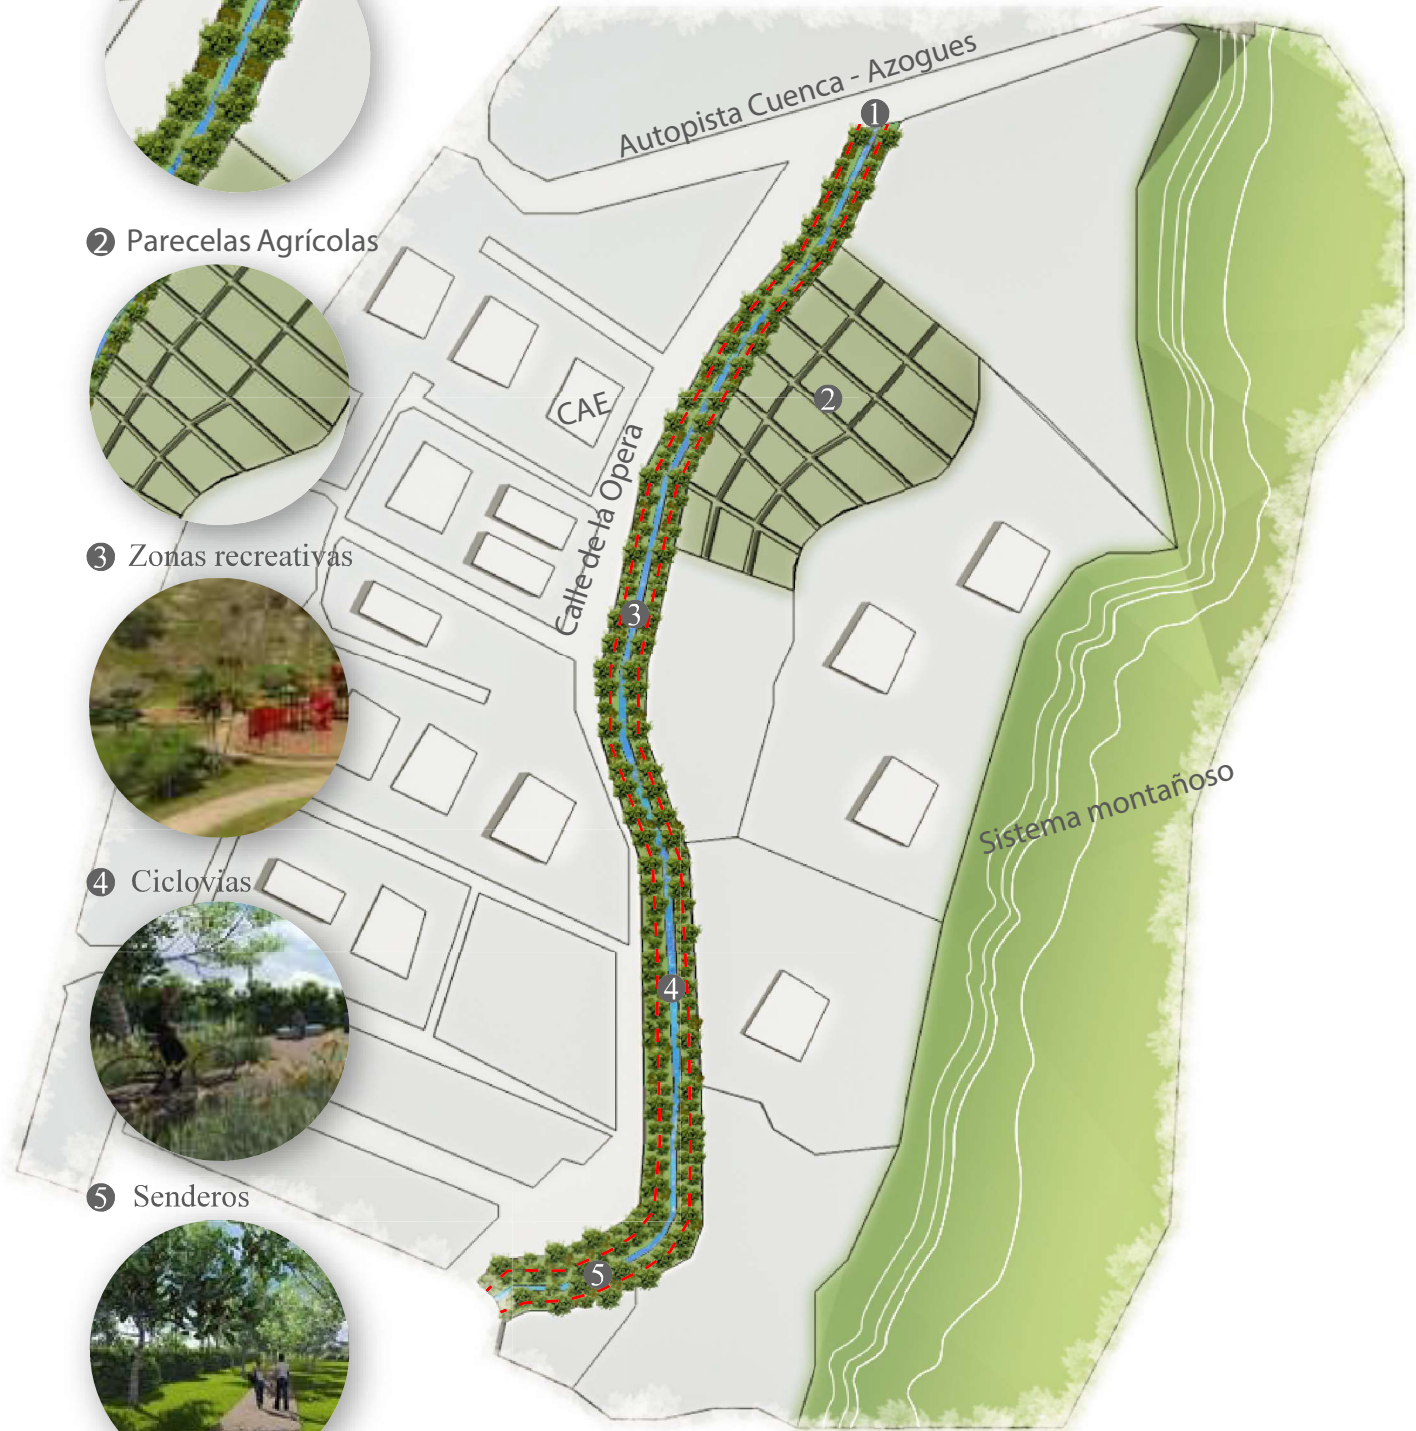 Autopista Cuenca - Azogues
1
2 Parecelas Agrícolas
CAE
2
Calle de la Opera
3 Zonas recreativas
3
Sistema montañoso
4 Ciclovias
4
5 Senderos
5